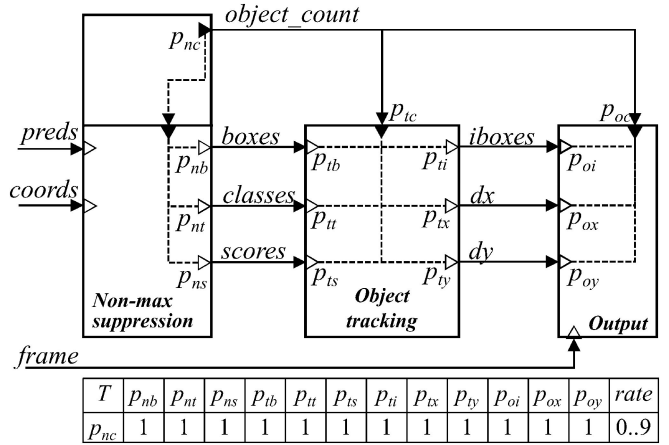 object_count
p_nc
p_tc
p_oc
preds
boxes
iboxes
p_nb
p_tb
p_ti
p_oi
coords
classes
dx
p_nt
p_tt
p_tx
p_ox
scores
dy
p_ns
p_ts
p_ty
p_oy
Non-max
suppression
Object
tracking
Output
frame
T p_nb p_nt p_ns p_tb p_tt p_ts p_ti p_tx p_ty p_oi p_ox p_oy rate
p_nc 1 1 1 1 1 1 1 1 1 1 1 1 0..9